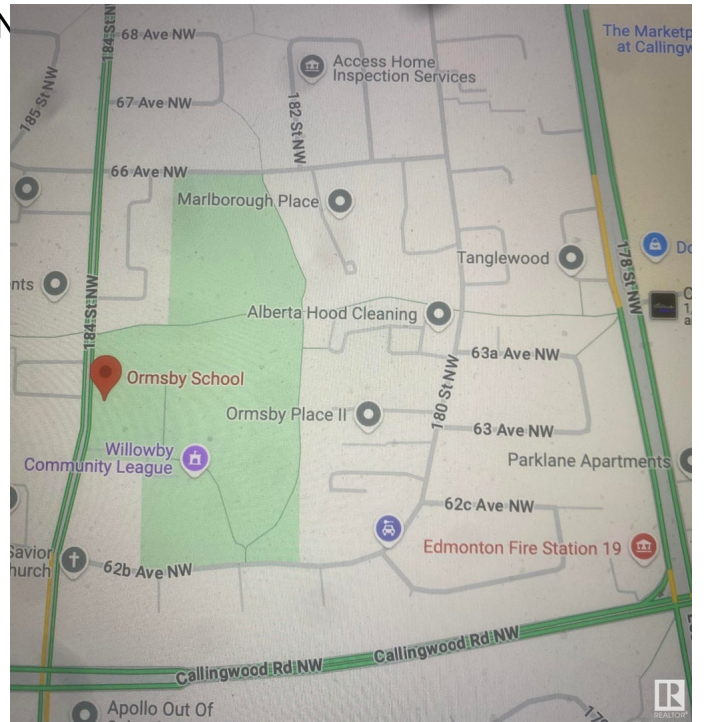 N
184 St NW
68 Ave NW
The Marketp
at Callingw
Access Home
Inspection Services
185 St NW
67 Ave NW
182 St NW
66 Ave NW
Marlborough Place
Tanglewood
Do
178 St NW
nts
184 St NW
Alberta Hood Cleaning
C
1
a
63a Ave NW
Ormsby School
180 St NW
Ormsby Place II
63 Ave NW
Willowby
Community League
Parklane Apartments
62c Ave NW
Savior
hurch
62b Ave NW
Edmonton Fire Station 19
Callingwood Rd NW
Callingwood Rd NW
Apollo Out Of
R
REALTOR®